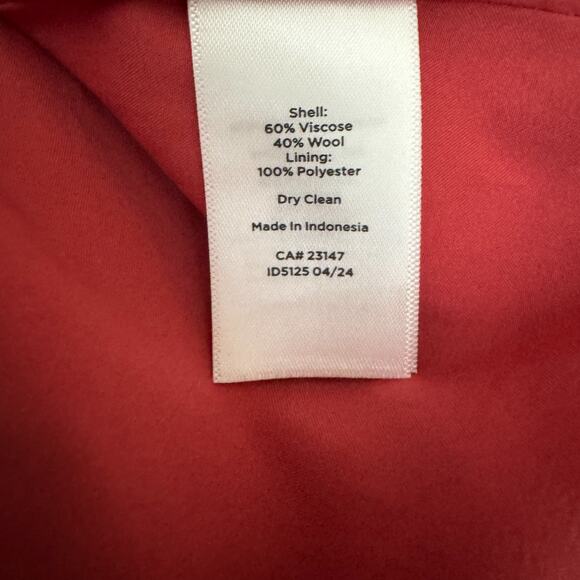 Shell:
60% Viscose
40% Wool
Lining:
100% Polyester
Dry Clean
Made In Indonesia
CA# 23147
ID5125 04/24